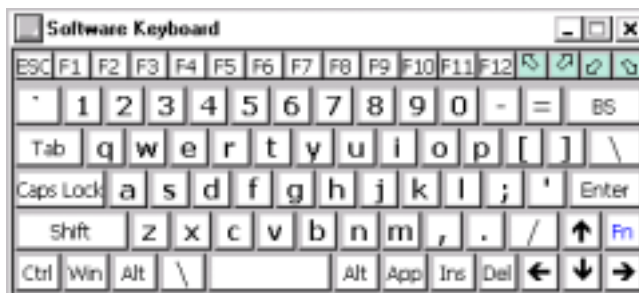 Software Keyboard
ESC F1 F2 F3 F4 F5 F6 F7 F8 F9 F10 F11 F12
` 1 2 3 4 5 6 7 8 9 0 - = BS
Tab q w e r t y u i o p [ ] \
Caps Lock a s d f g h j k l ; ' Enter
Shift z x c v b n m , . / ↑ Fn
Ctrl Win Alt \ Alt App Ins Del ← ↓ →